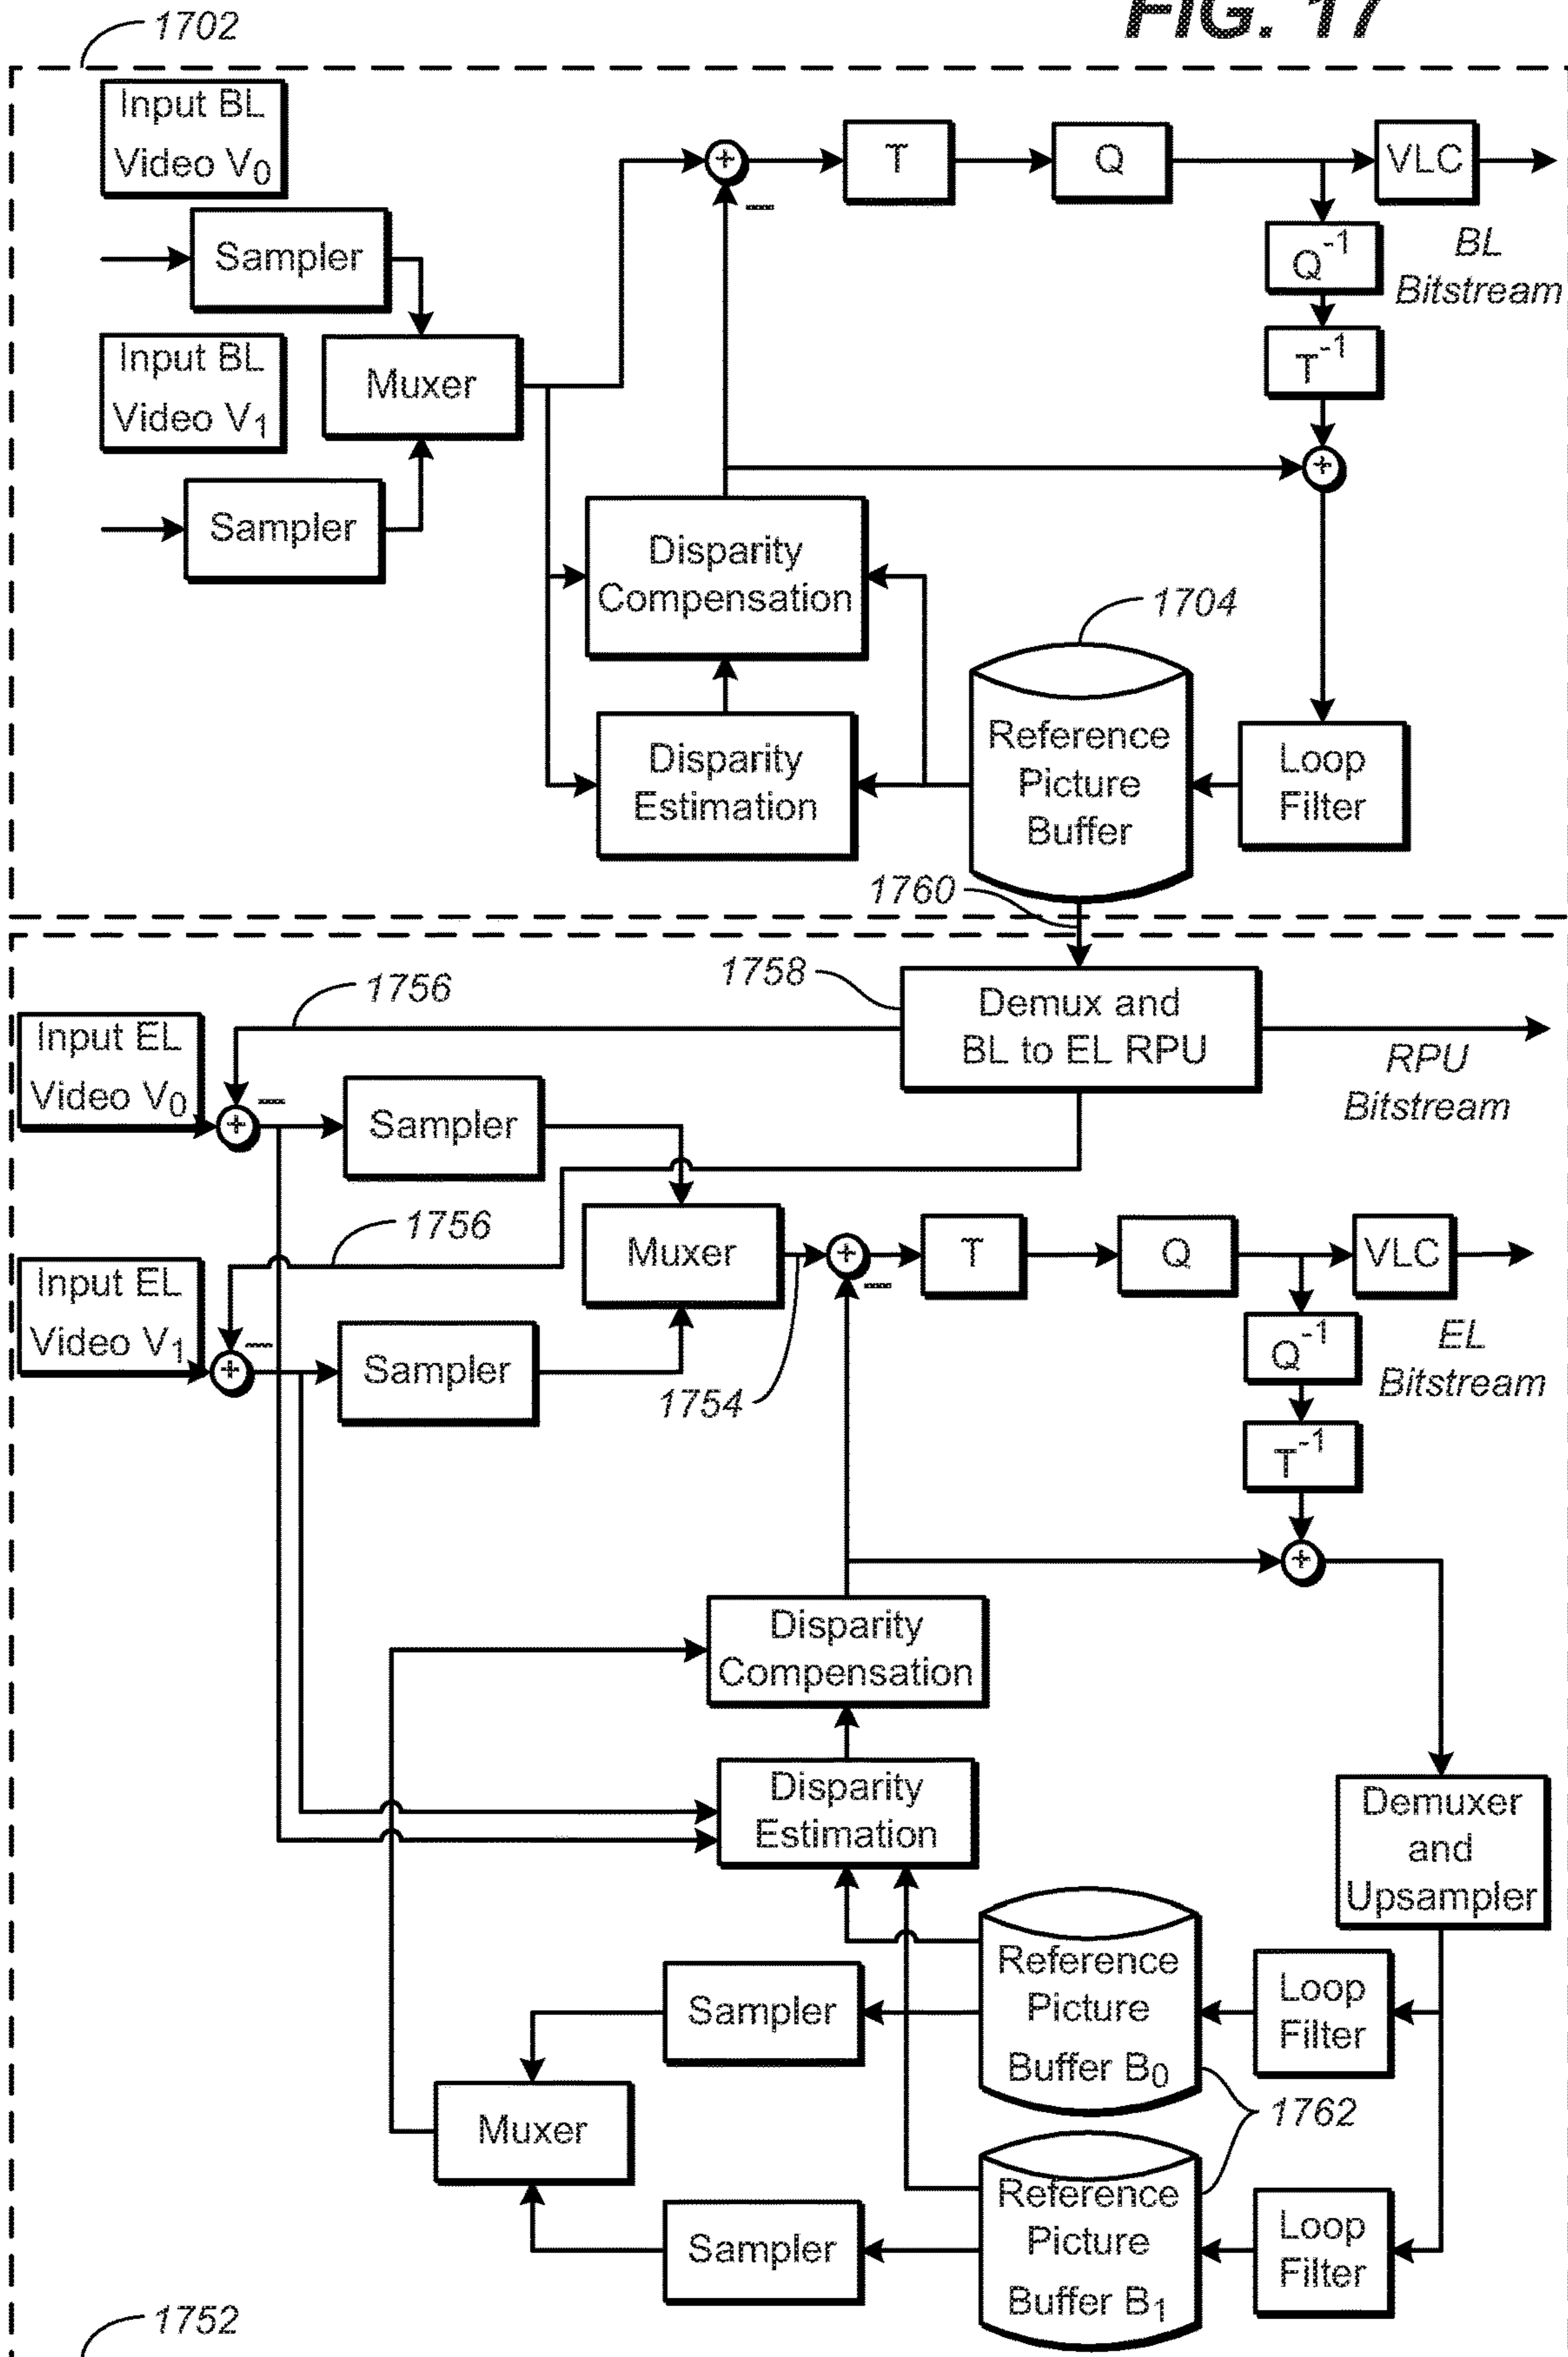 FIG. 17
1702
Input BL
Video V0
Sampler
Input BL
Video V1
Sampler
Muxer
+
T
Q
VLC
BL
Bitstream
Q-1
T-1
+
Disparity
Compensation
Disparity
Estimation
1704
Reference
Picture
Buffer
Loop
Filter
1760
1758
Demux and
BL to EL RPU
RPU
Bitstream
1756
Input EL
Video V0
+
Sampler
1756
Input EL
Video V1
+
Sampler
Muxer
1754
+
T
Q
VLC
EL
Bitstream
Q-1
T-1
+
Disparity
Compensation
Disparity
Estimation
Demuxer
and
Upsampler
Reference
Picture
Buffer B0
Loop
Filter
Sampler
Muxer
1762
Reference
Picture
Buffer B1
Loop
Filter
Sampler
1752